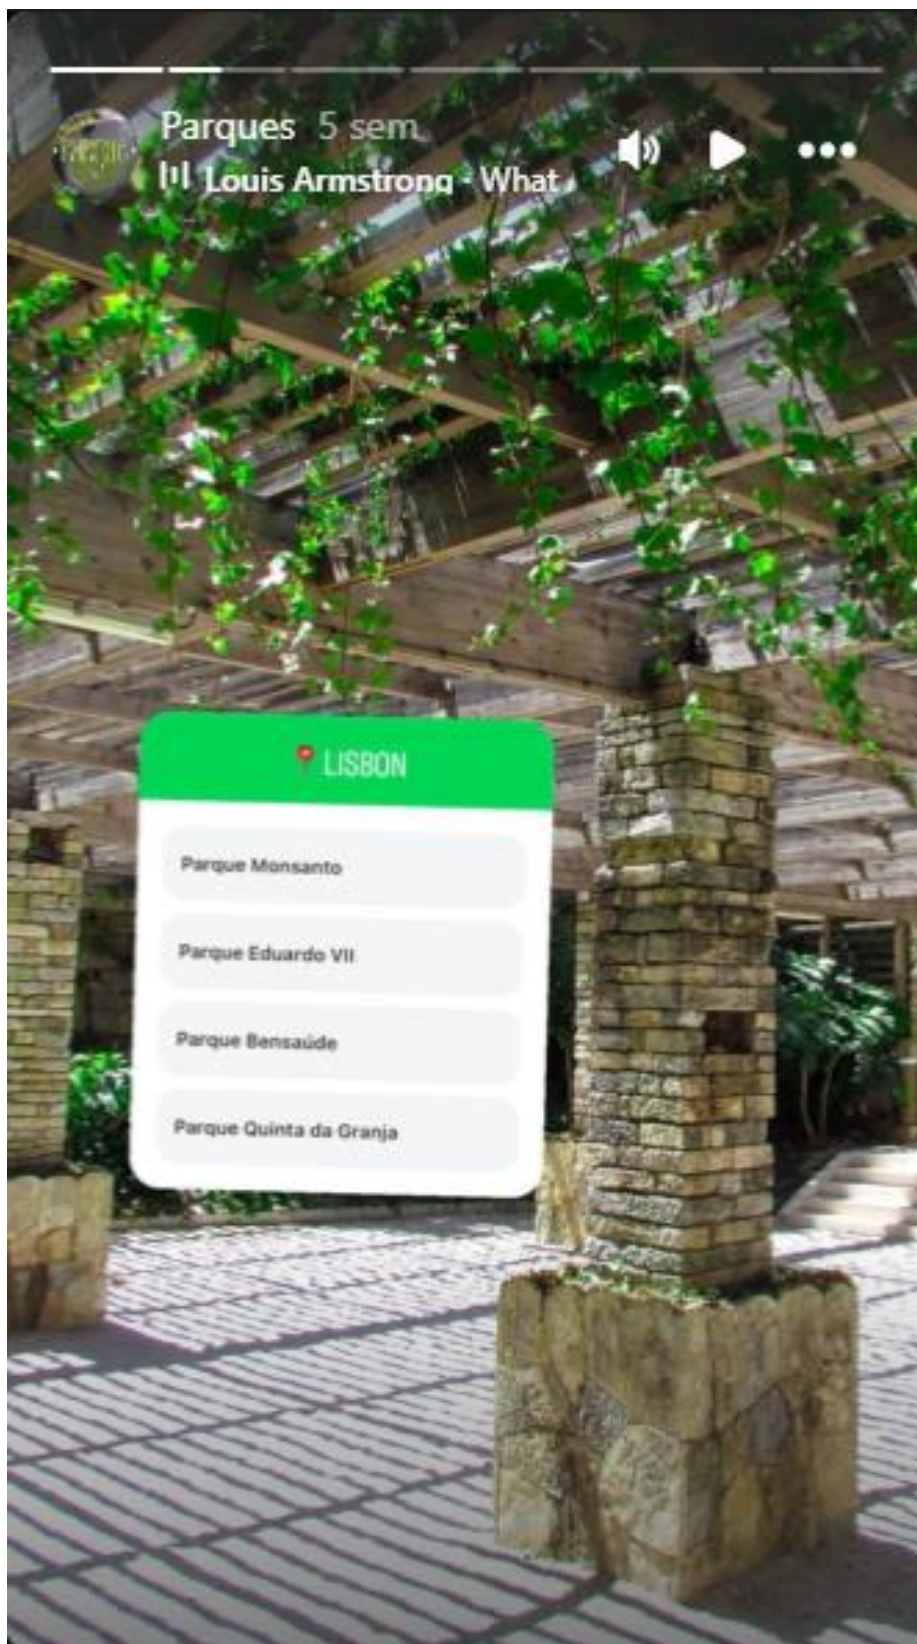 Parques 5 sem
Louis Armstrong · What
📍 LISBON
Parque Monsanto
Parque Eduardo VII
Parque Bensaúde
Parque Quinta da Granja